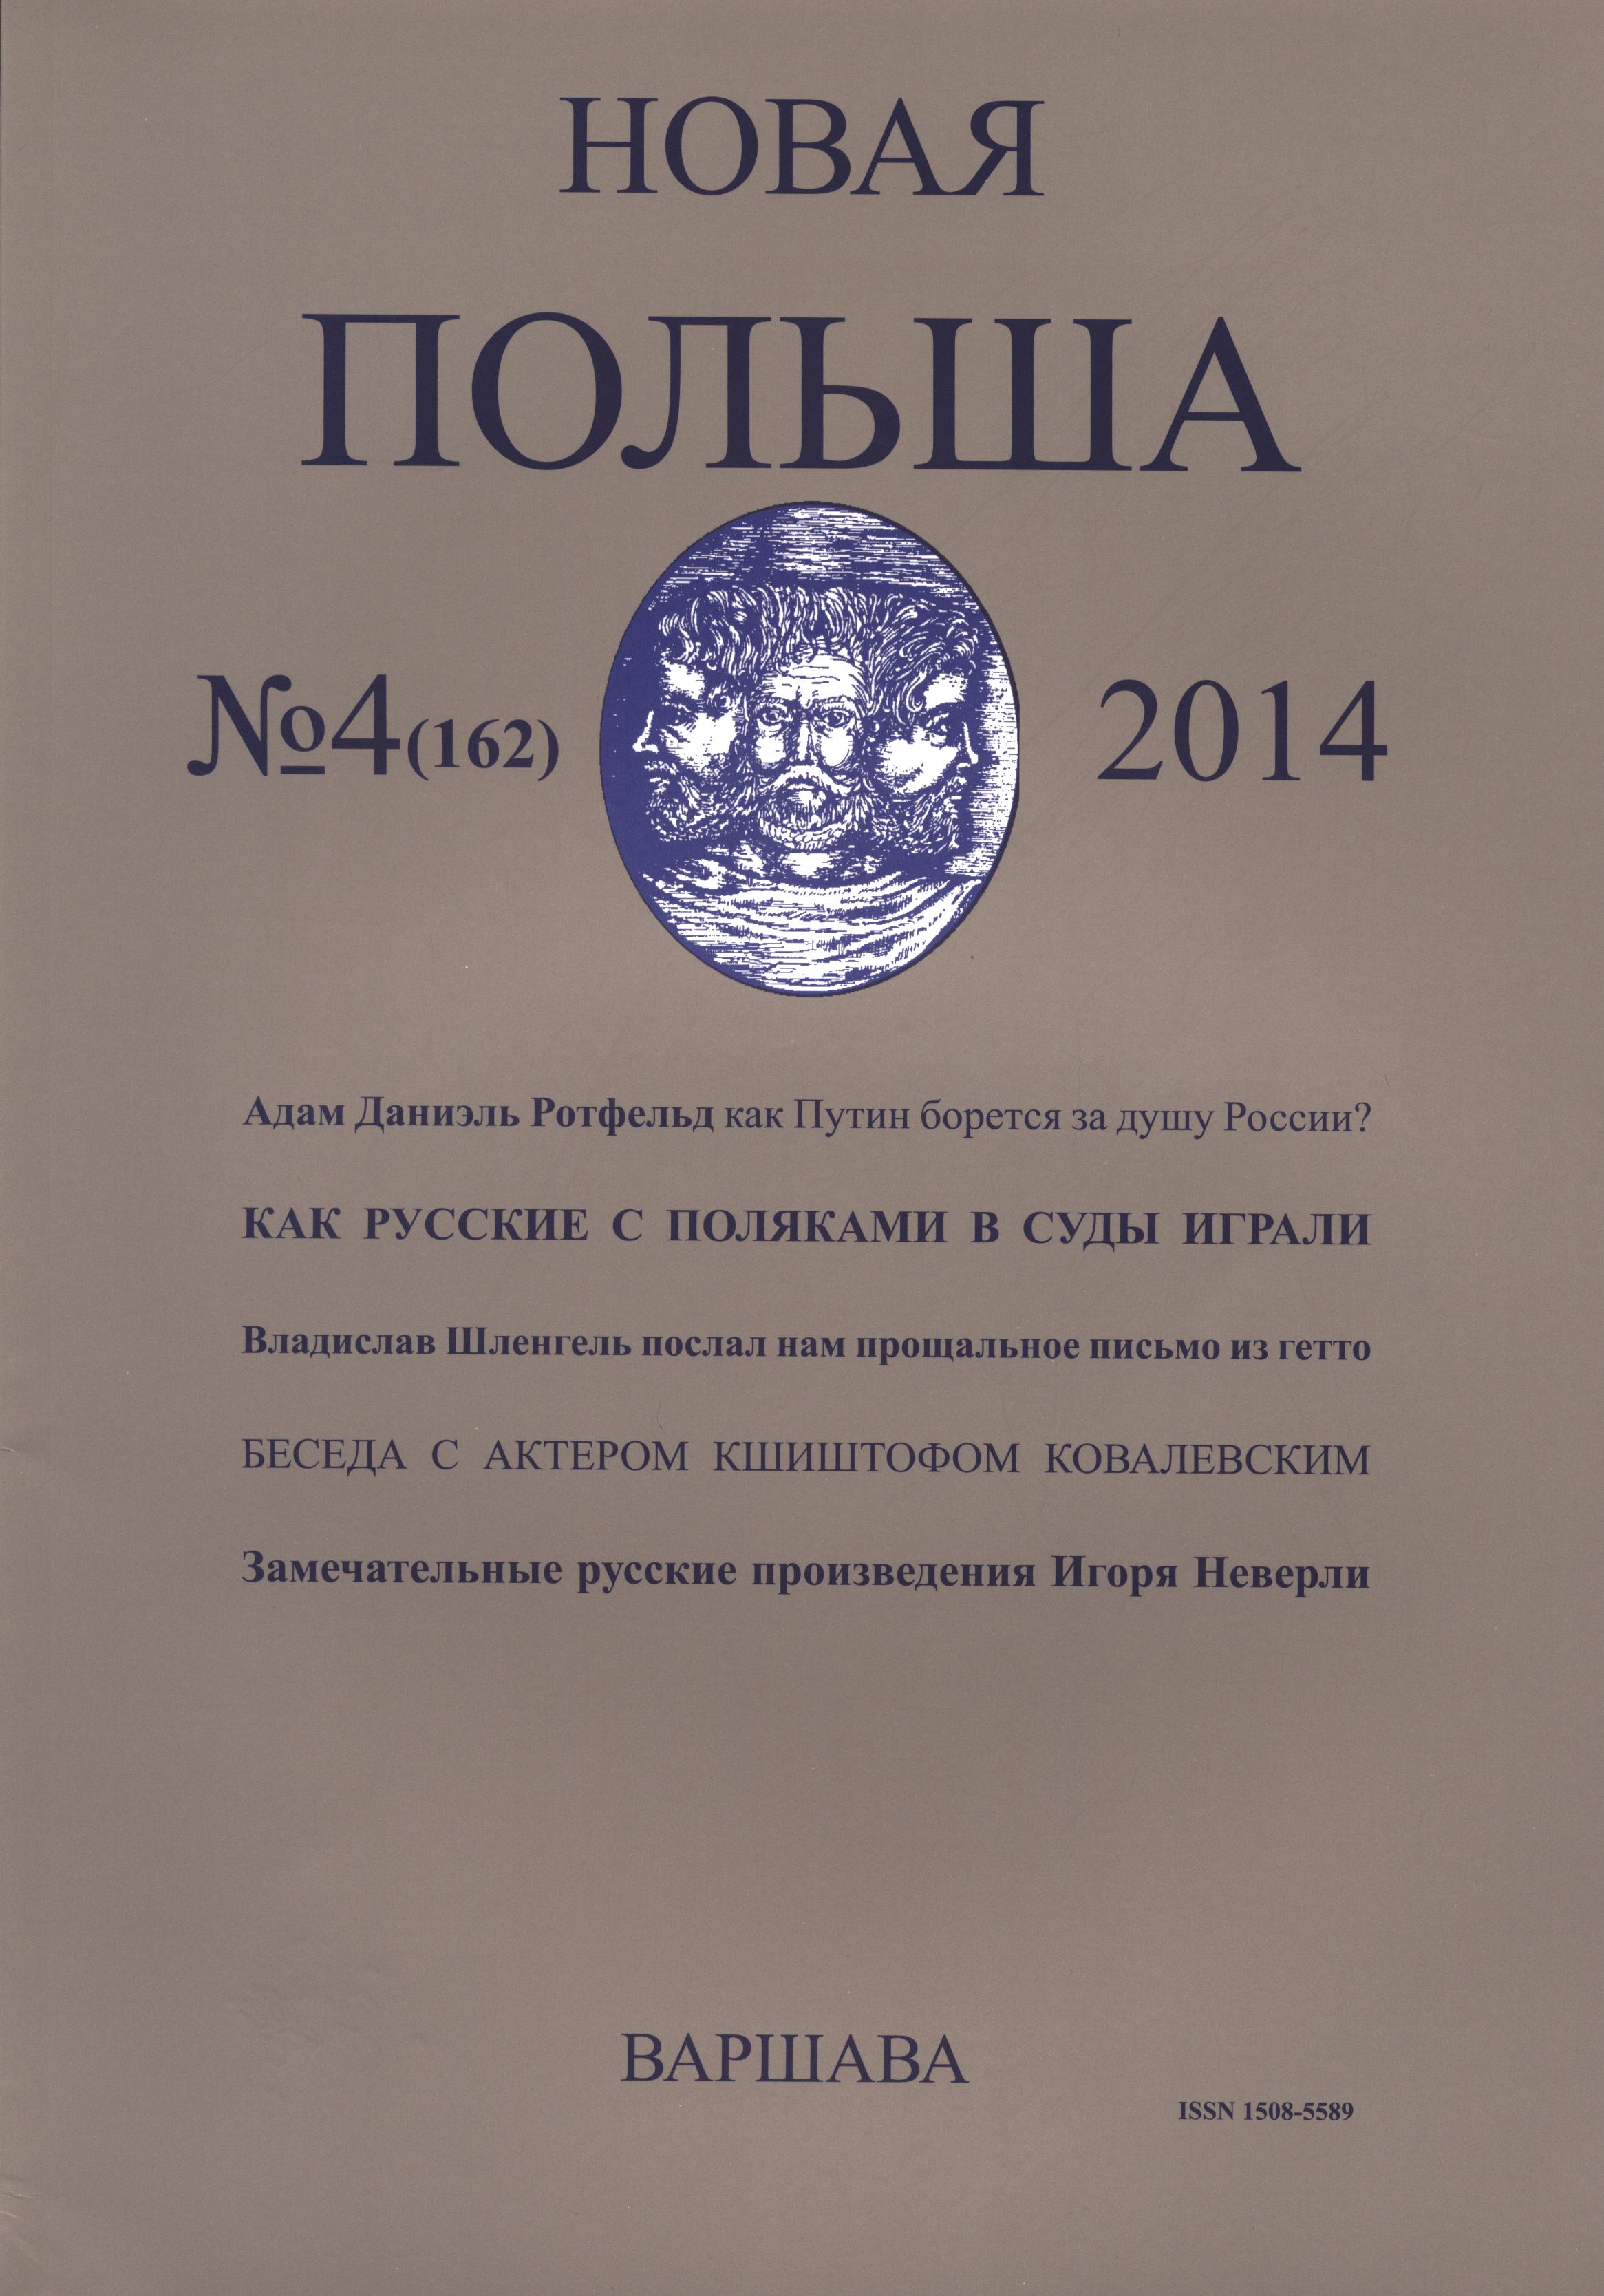 НОВАЯ
ПОЛЬША
№4(162) 2014
Адам Даниэль Ротфельд как Путин борется за душу России?
КАК РУССКИЕ С ПОЛЯКАМИ В СУДЫ ИГРАЛИ
Владислав Шленгель послал нам прощальное письмо из гетто
БЕСЕДА С АКТЕРОМ КШИШТОФОМ КОВАЛЕВСКИМ
Замечательные русские произведения Игоря Неверли
ВАРШАВА
ISSN 1508-5589